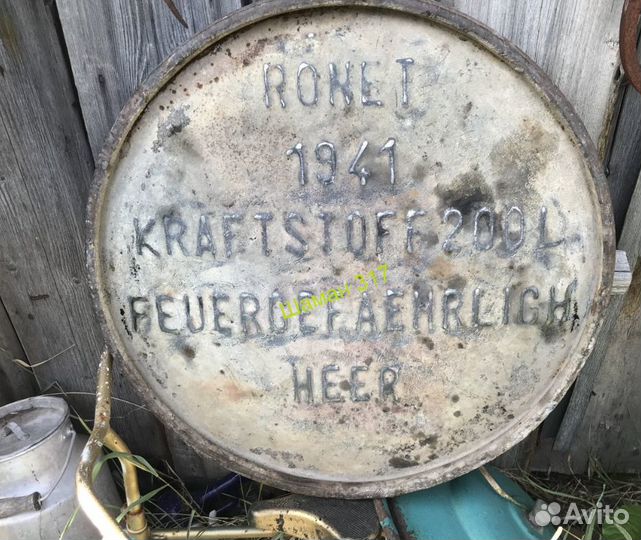 RONET
1941
KRAFTSTOFF 200 L
FEUERGEFAEHRLICH
Шаман 317
HEER
Avito